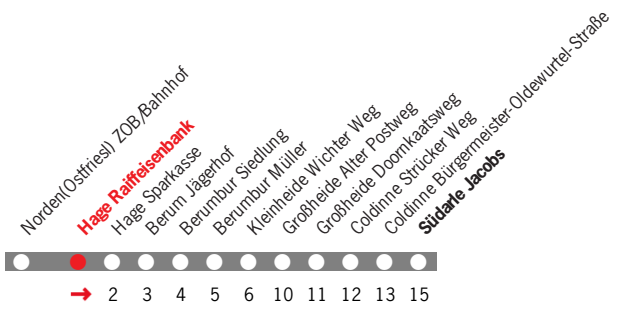 Norden(Ostfriesl) ZOB/Bahnhof
Hage Raiffeisenbank
Hage Sparkasse
Berum Jägerhof
Berumbur Siedlung
Berumbur Müller
Kleinheide Wichter Weg
Großheide Alter Postweg
Großheide Doornkaatsweg
Coldinne Strücker Weg
Coldinne Bürgermeister-Oldewurtel-Straße
Südarle Jacobs
→ 2 3 4 5 6 10 11 12 13 15